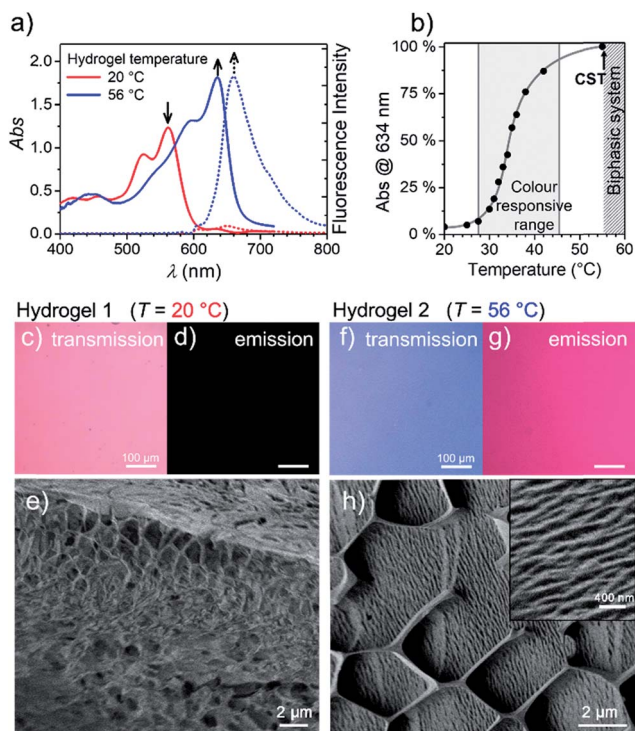 a)
Hydrogel temperature
20 °C
56 °C
Abs
2.0
1.5
1.0
0.5
0.0
400 500 600 700 800
λ (nm)
Fluorescence Intensity
b)
Abs @ 634 nm
100 %
75 %
50 %
25 %
0 %
20 30 40 50 60
Temperature (°C)
CST
Biphasic system
Colour
responsive
range
Hydrogel 1 (T = 20 °C)
Hydrogel 2 (T = 56 °C)
c) transmission
100 µm
d) emission
f) transmission
100 µm
g) emission
e)
2 µm
h)
400 nm
2 µm